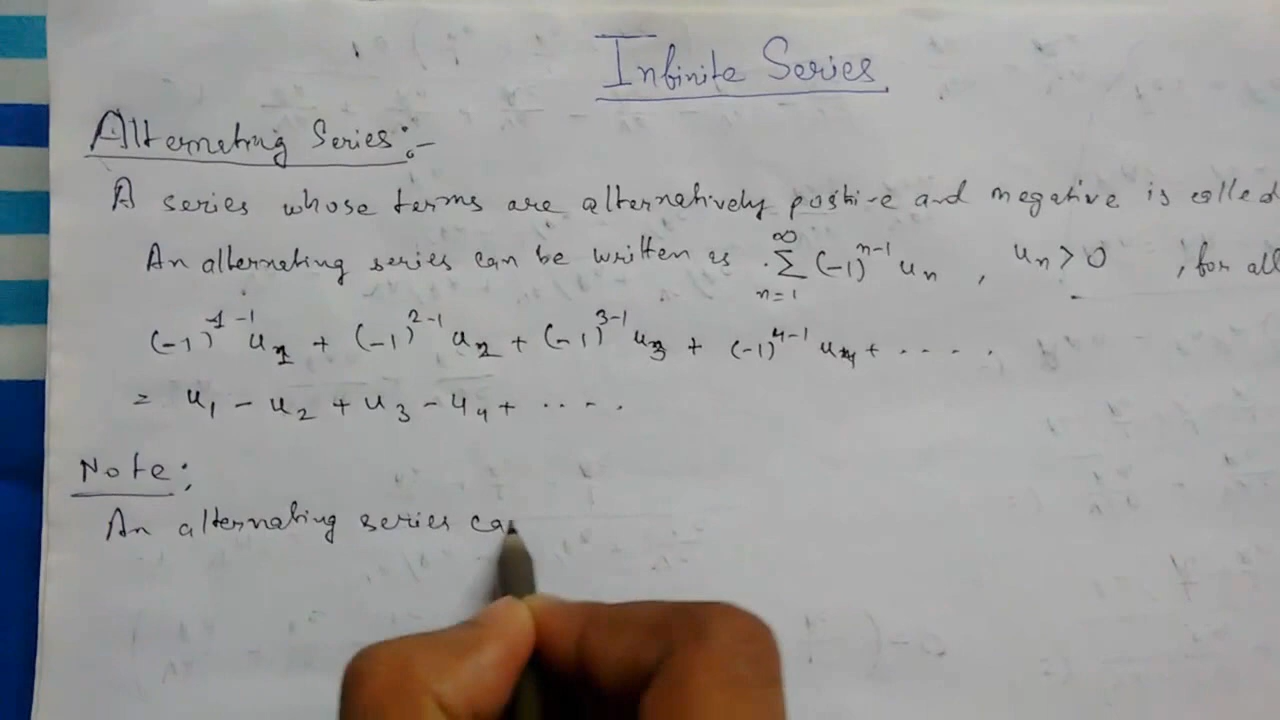 Infinite Series
Alternating Series:-
A series whose terms are alternatively positive and negative is called
An alternating series can be written as ∑_{n=1}^{∞} (-1)^{n-1} u_n , u_n > 0 , for all
(-1)^{1-1} u_1 + (-1)^{2-1} u_2 + (-1)^{3-1} u_3 + (-1)^{4-1} u_4 + .....
= u_1 - u_2 + u_3 - u_4 + .....
Note:
An alternating series ca